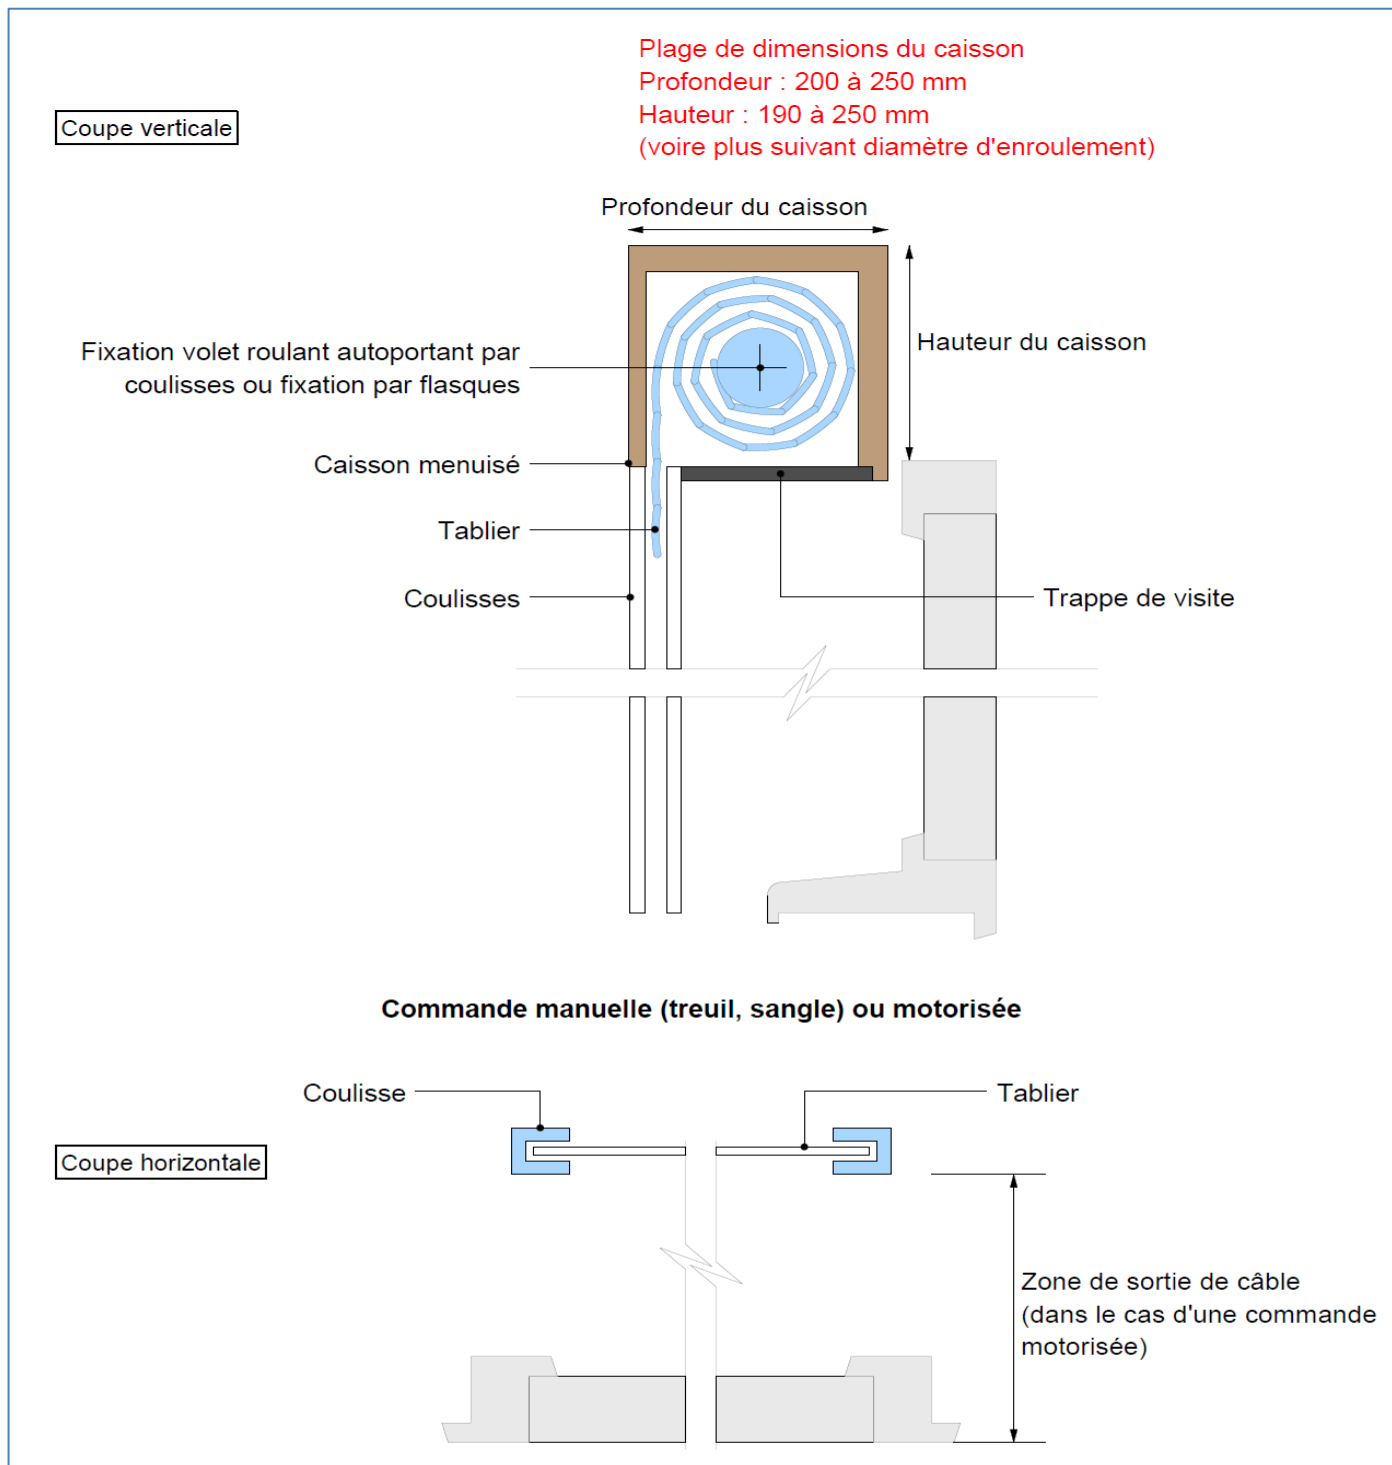 Plage de dimensions du caisson
Profondeur : 200 à 250 mm
Hauteur : 190 à 250 mm
(voire plus suivant diamètre d'enroulement)
Coupe verticale
Profondeur du caisson
Hauteur du caisson
Fixation volet roulant autoportant par
coulisses ou fixation par flasques
Caisson menuisé
Tablier
Coulisses
Trappe de visite
Commande manuelle (treuil, sangle) ou motorisée
Coulisse
Tablier
Coupe horizontale
Zone de sortie de câble
(dans le cas d'une commande
motorisée)